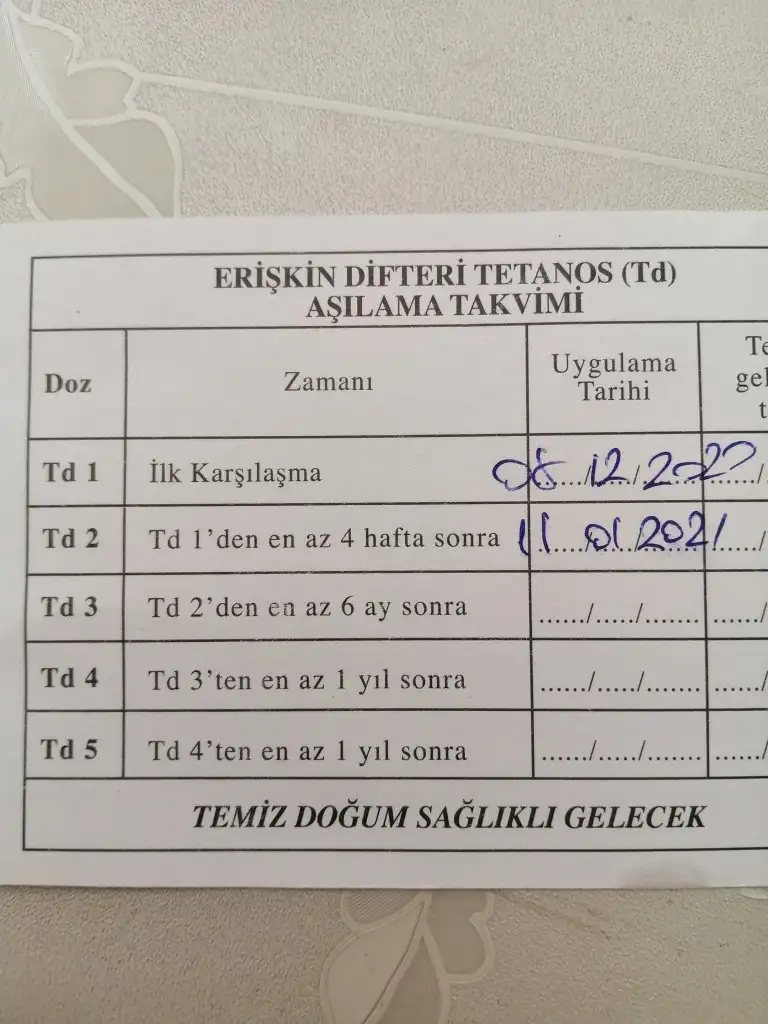 ERİŞKİN DİFTERİ TETANOS (Td)
AŞILAMA TAKVİMİ
Doz
Zamanı
Uygulama
Tarihi
Td 1 İlk Karşılaşma ....../12/2020
Td 2 Td 1’den en az 4 hafta sonra 11/01/2021
Td 3 Td 2’den en az 6 ay sonra ....../...../.......
Td 4 Td 3’ten en az 1 yıl sonra ....../...../.......
Td 5 Td 4’ten en az 1 yıl sonra ....../...../.......
TEMİZ DOĞUM SAĞLIKLI GELECEK